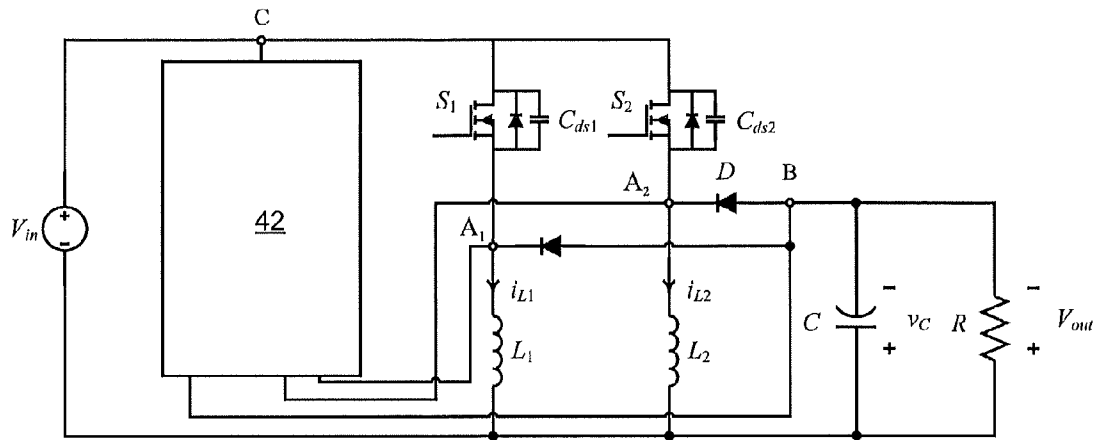 C
S1
Cds1
S2
Cds2
A2
D
B
Vin
+
-
42
A1
iL1
iL2
L1
L2
C
-
vC
+
R
-
Vout
+